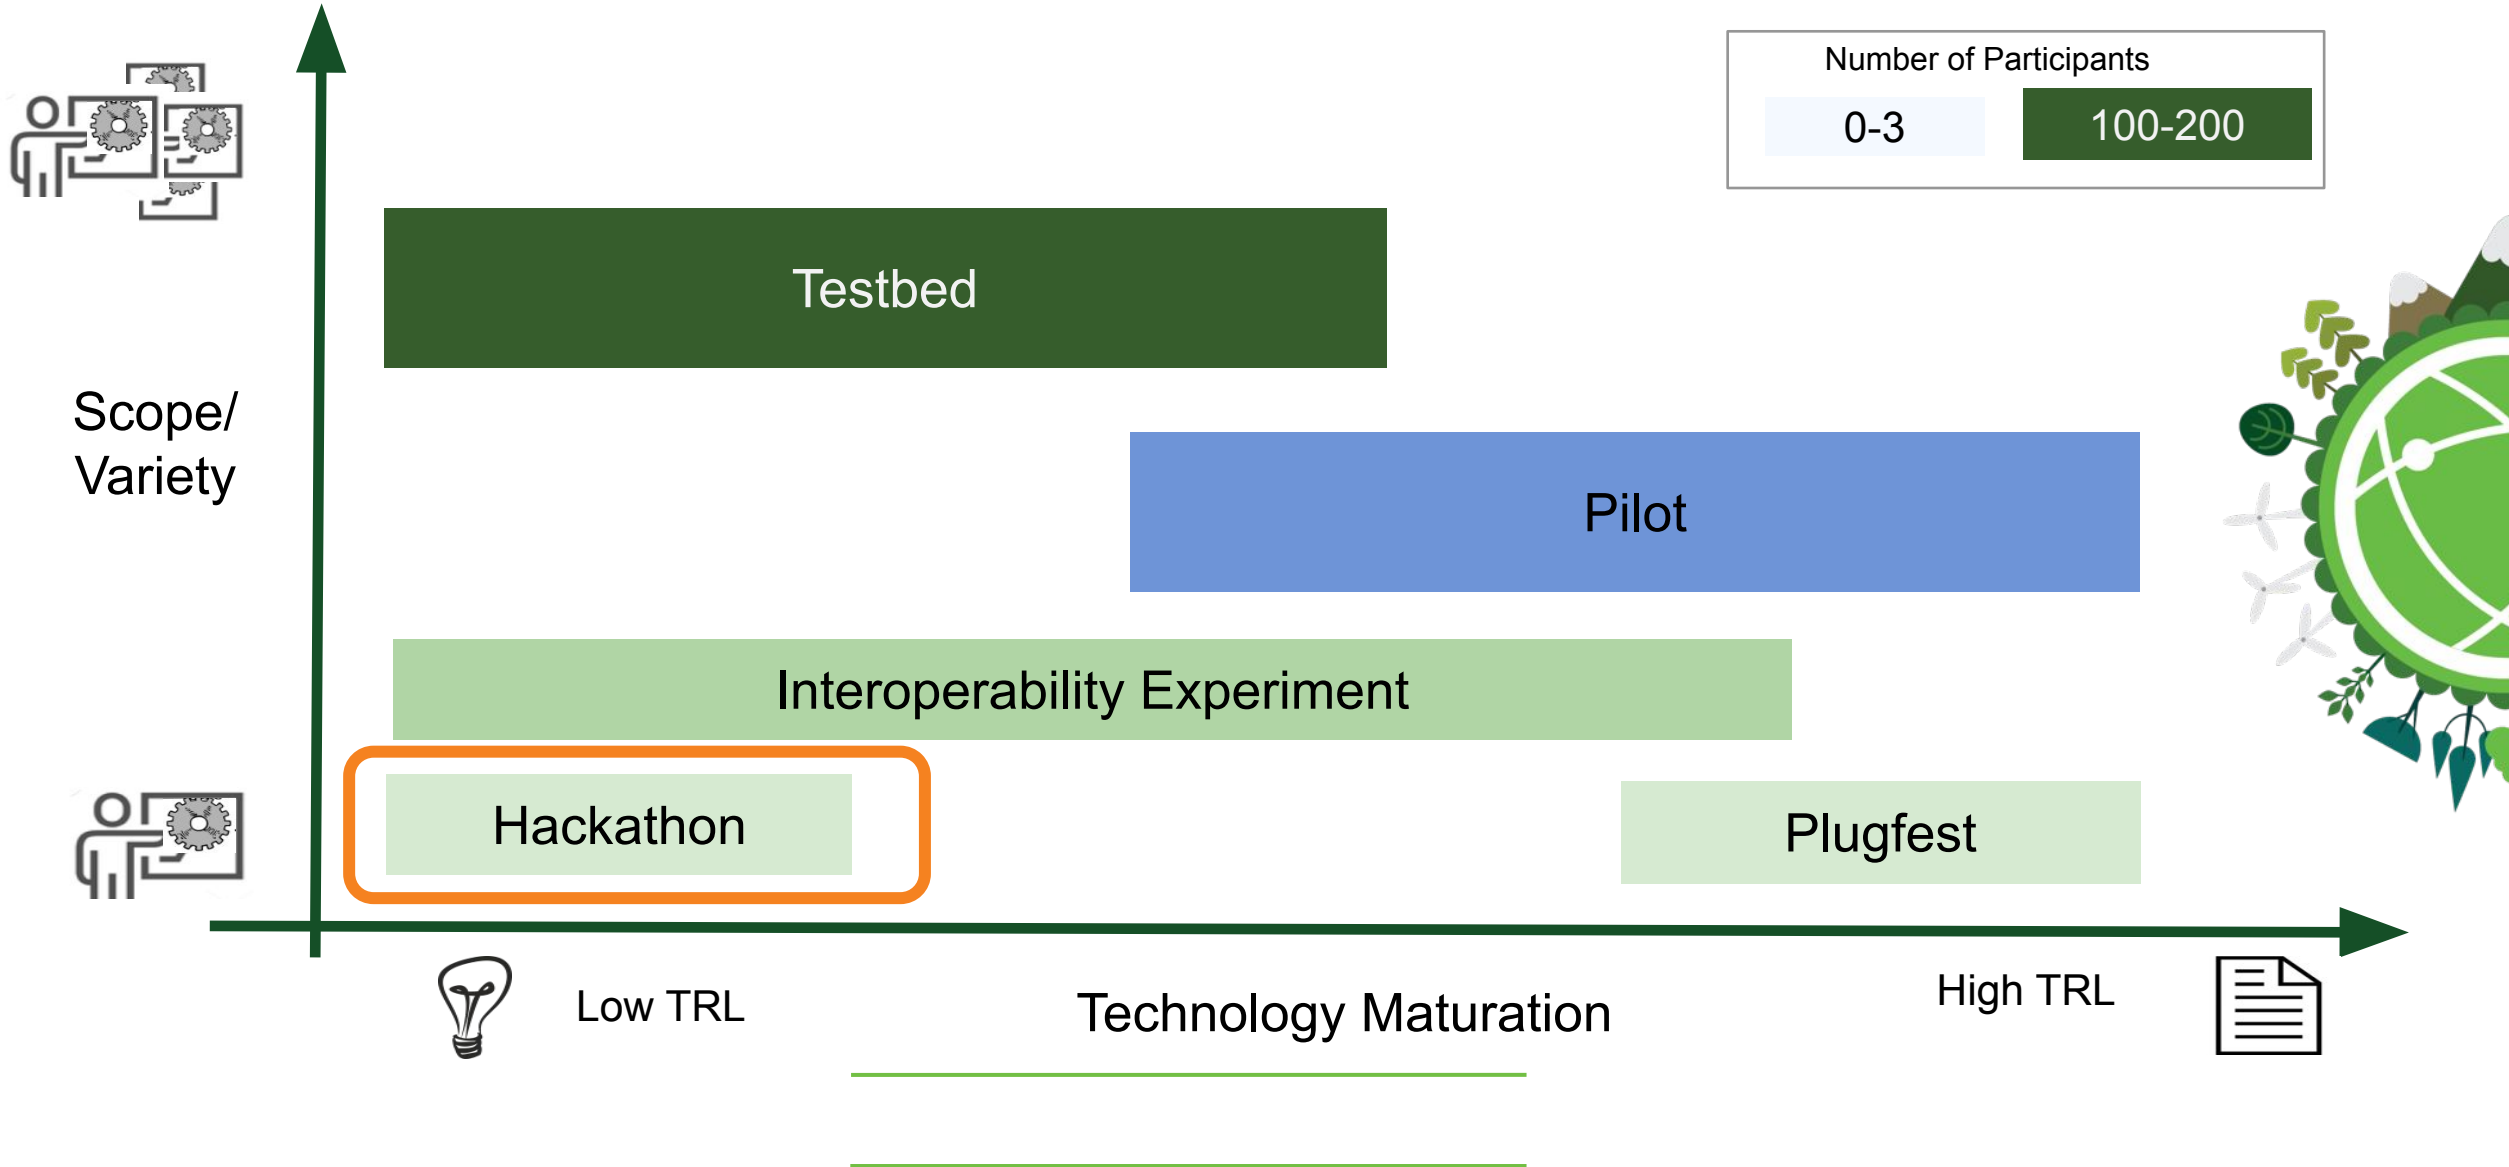 Number of Participants
0-3
100-200
Testbed
Scope/
Variety
Pilot
Interoperability Experiment
Hackathon
Plugfest
Low TRL
Technology Maturation
High TRL